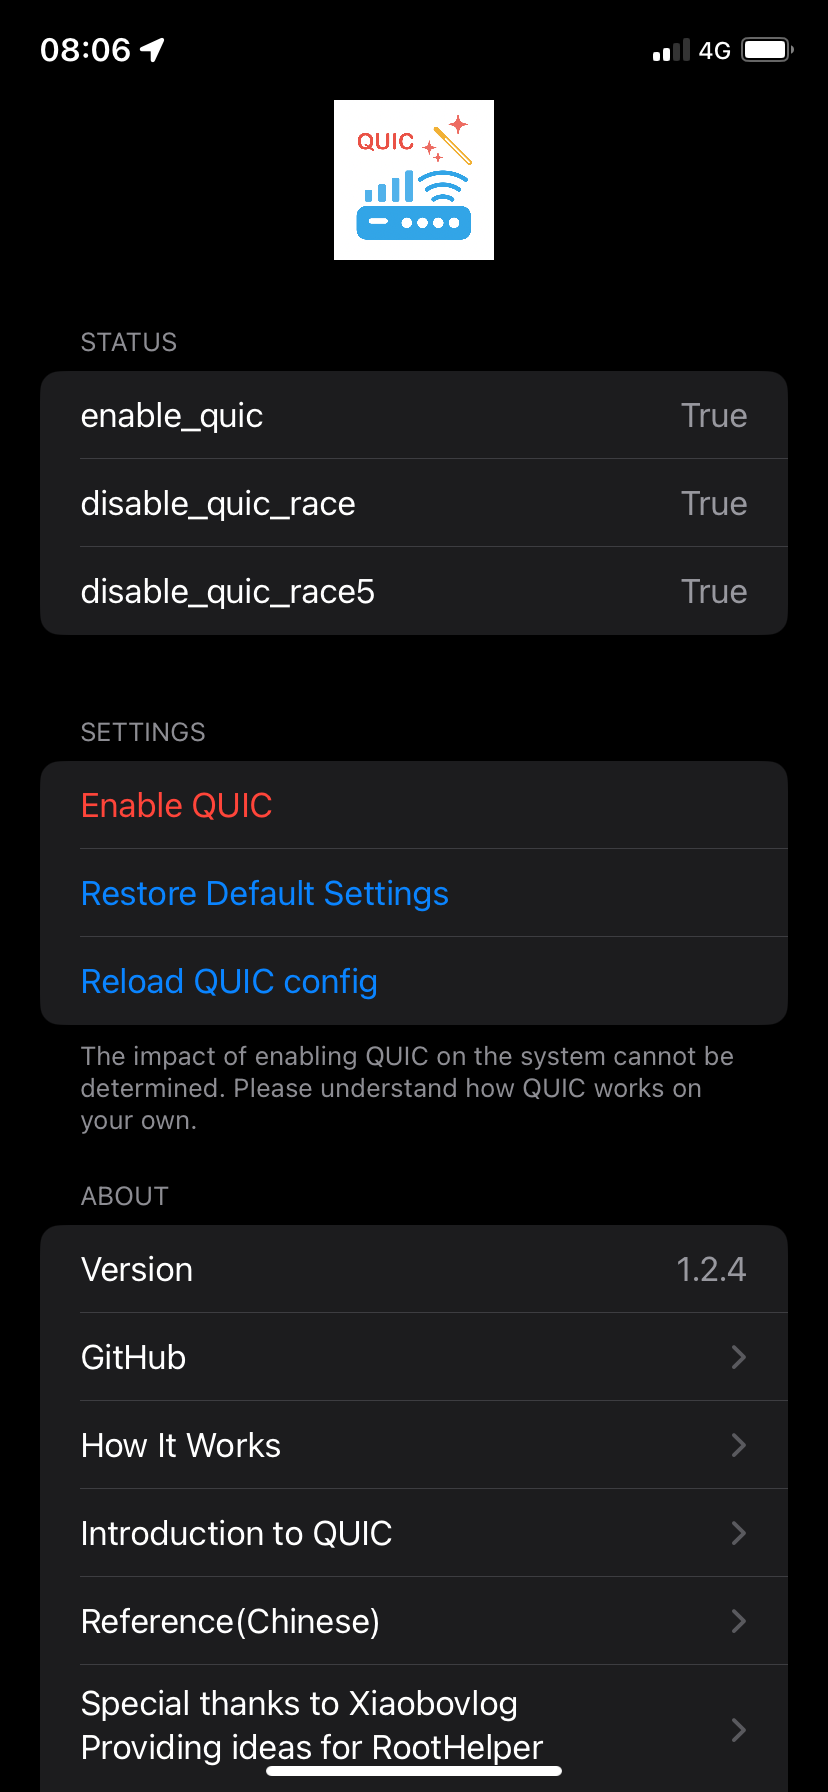 08:06
4G
QUIC
STATUS
enable_quic True
disable_quic_race True
disable_quic_race5 True
SETTINGS
Enable QUIC
Restore Default Settings
Reload QUIC config
The impact of enabling QUIC on the system cannot be
determined. Please understand how QUIC works on
your own.
ABOUT
Version 1.2.4
GitHub
How It Works
Introduction to QUIC
Reference(Chinese)
Special thanks to Xiaobovlog
Providing ideas for RootHelper